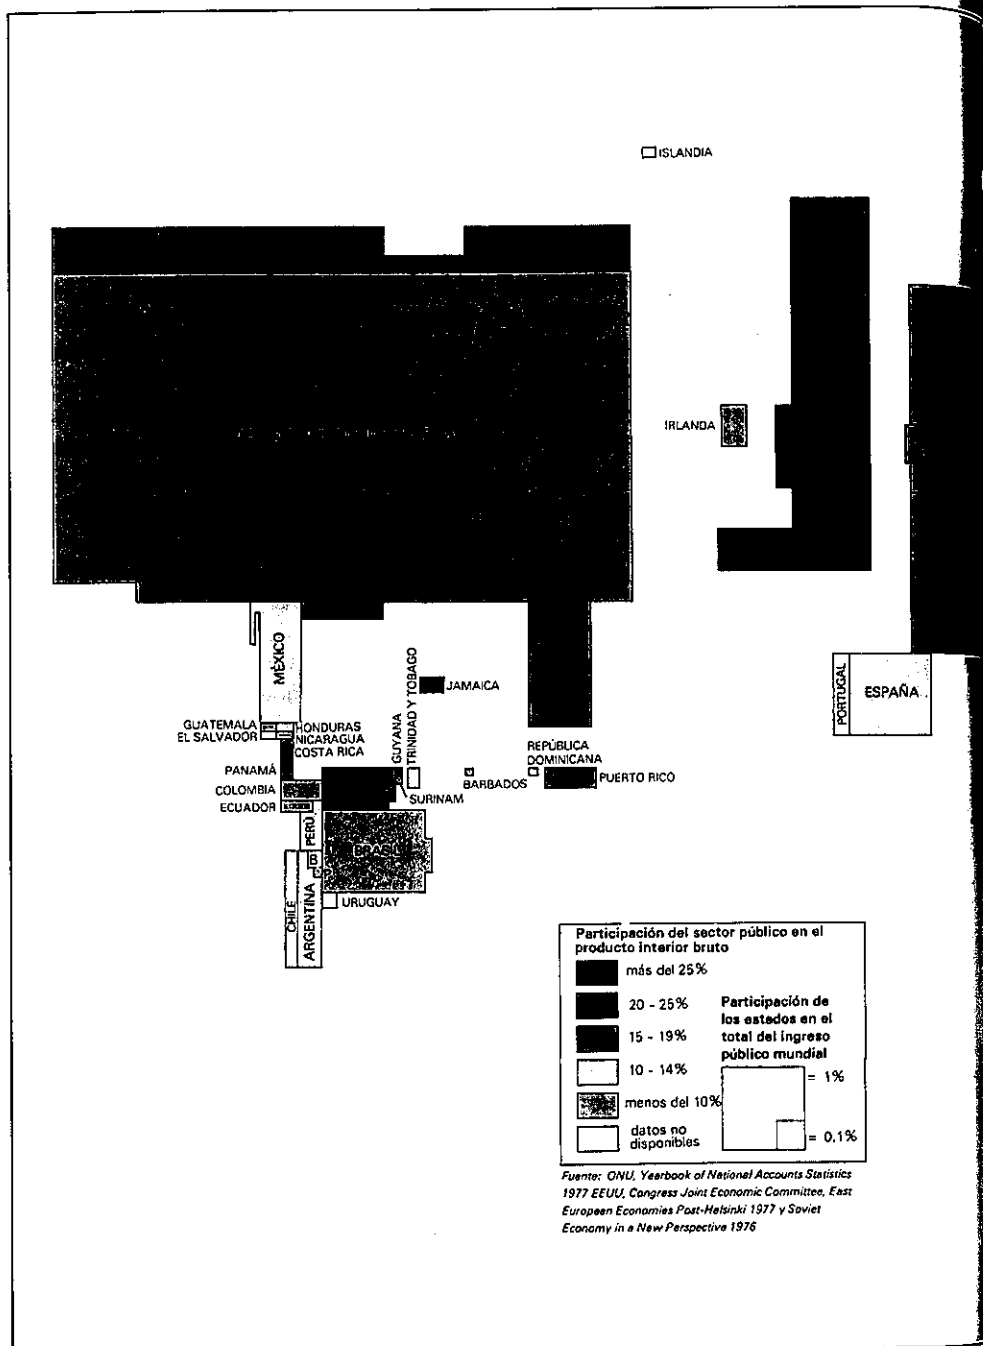 ISLANDIA
IRLANDA
MÉXICO
JAMAICA
GUYANA
TRINIDAD Y TOBAGO
PORTUGAL
ESPAÑA
GUATEMALA
EL SALVADOR
HONDURAS
NICARAGUA
COSTA RICA
PANAMÁ
COLOMBIA
ECUADOR
SURINAM
BARBADOS
REPÚBLICA
DOMINICANA
PUERTO RICO
PERÚ
B
BRASIL
CHILE
ARGENTINA
URUGUAY
Participación del sector público en el
producto interior bruto
más del 25%
20 - 25%
15 - 19%
10 - 14%
menos del 10%
datos no
disponibles
Participación de
los estados en el
total del ingreso
público mundial
= 1%
= 0,1%
Fuente: ONU, Yearbook of National Accounts Statistics
1977 EEUU, Congress Joint Economic Committee, East
European Economies Post-Helsinki 1977 y Soviet
Economy in a New Perspective 1976